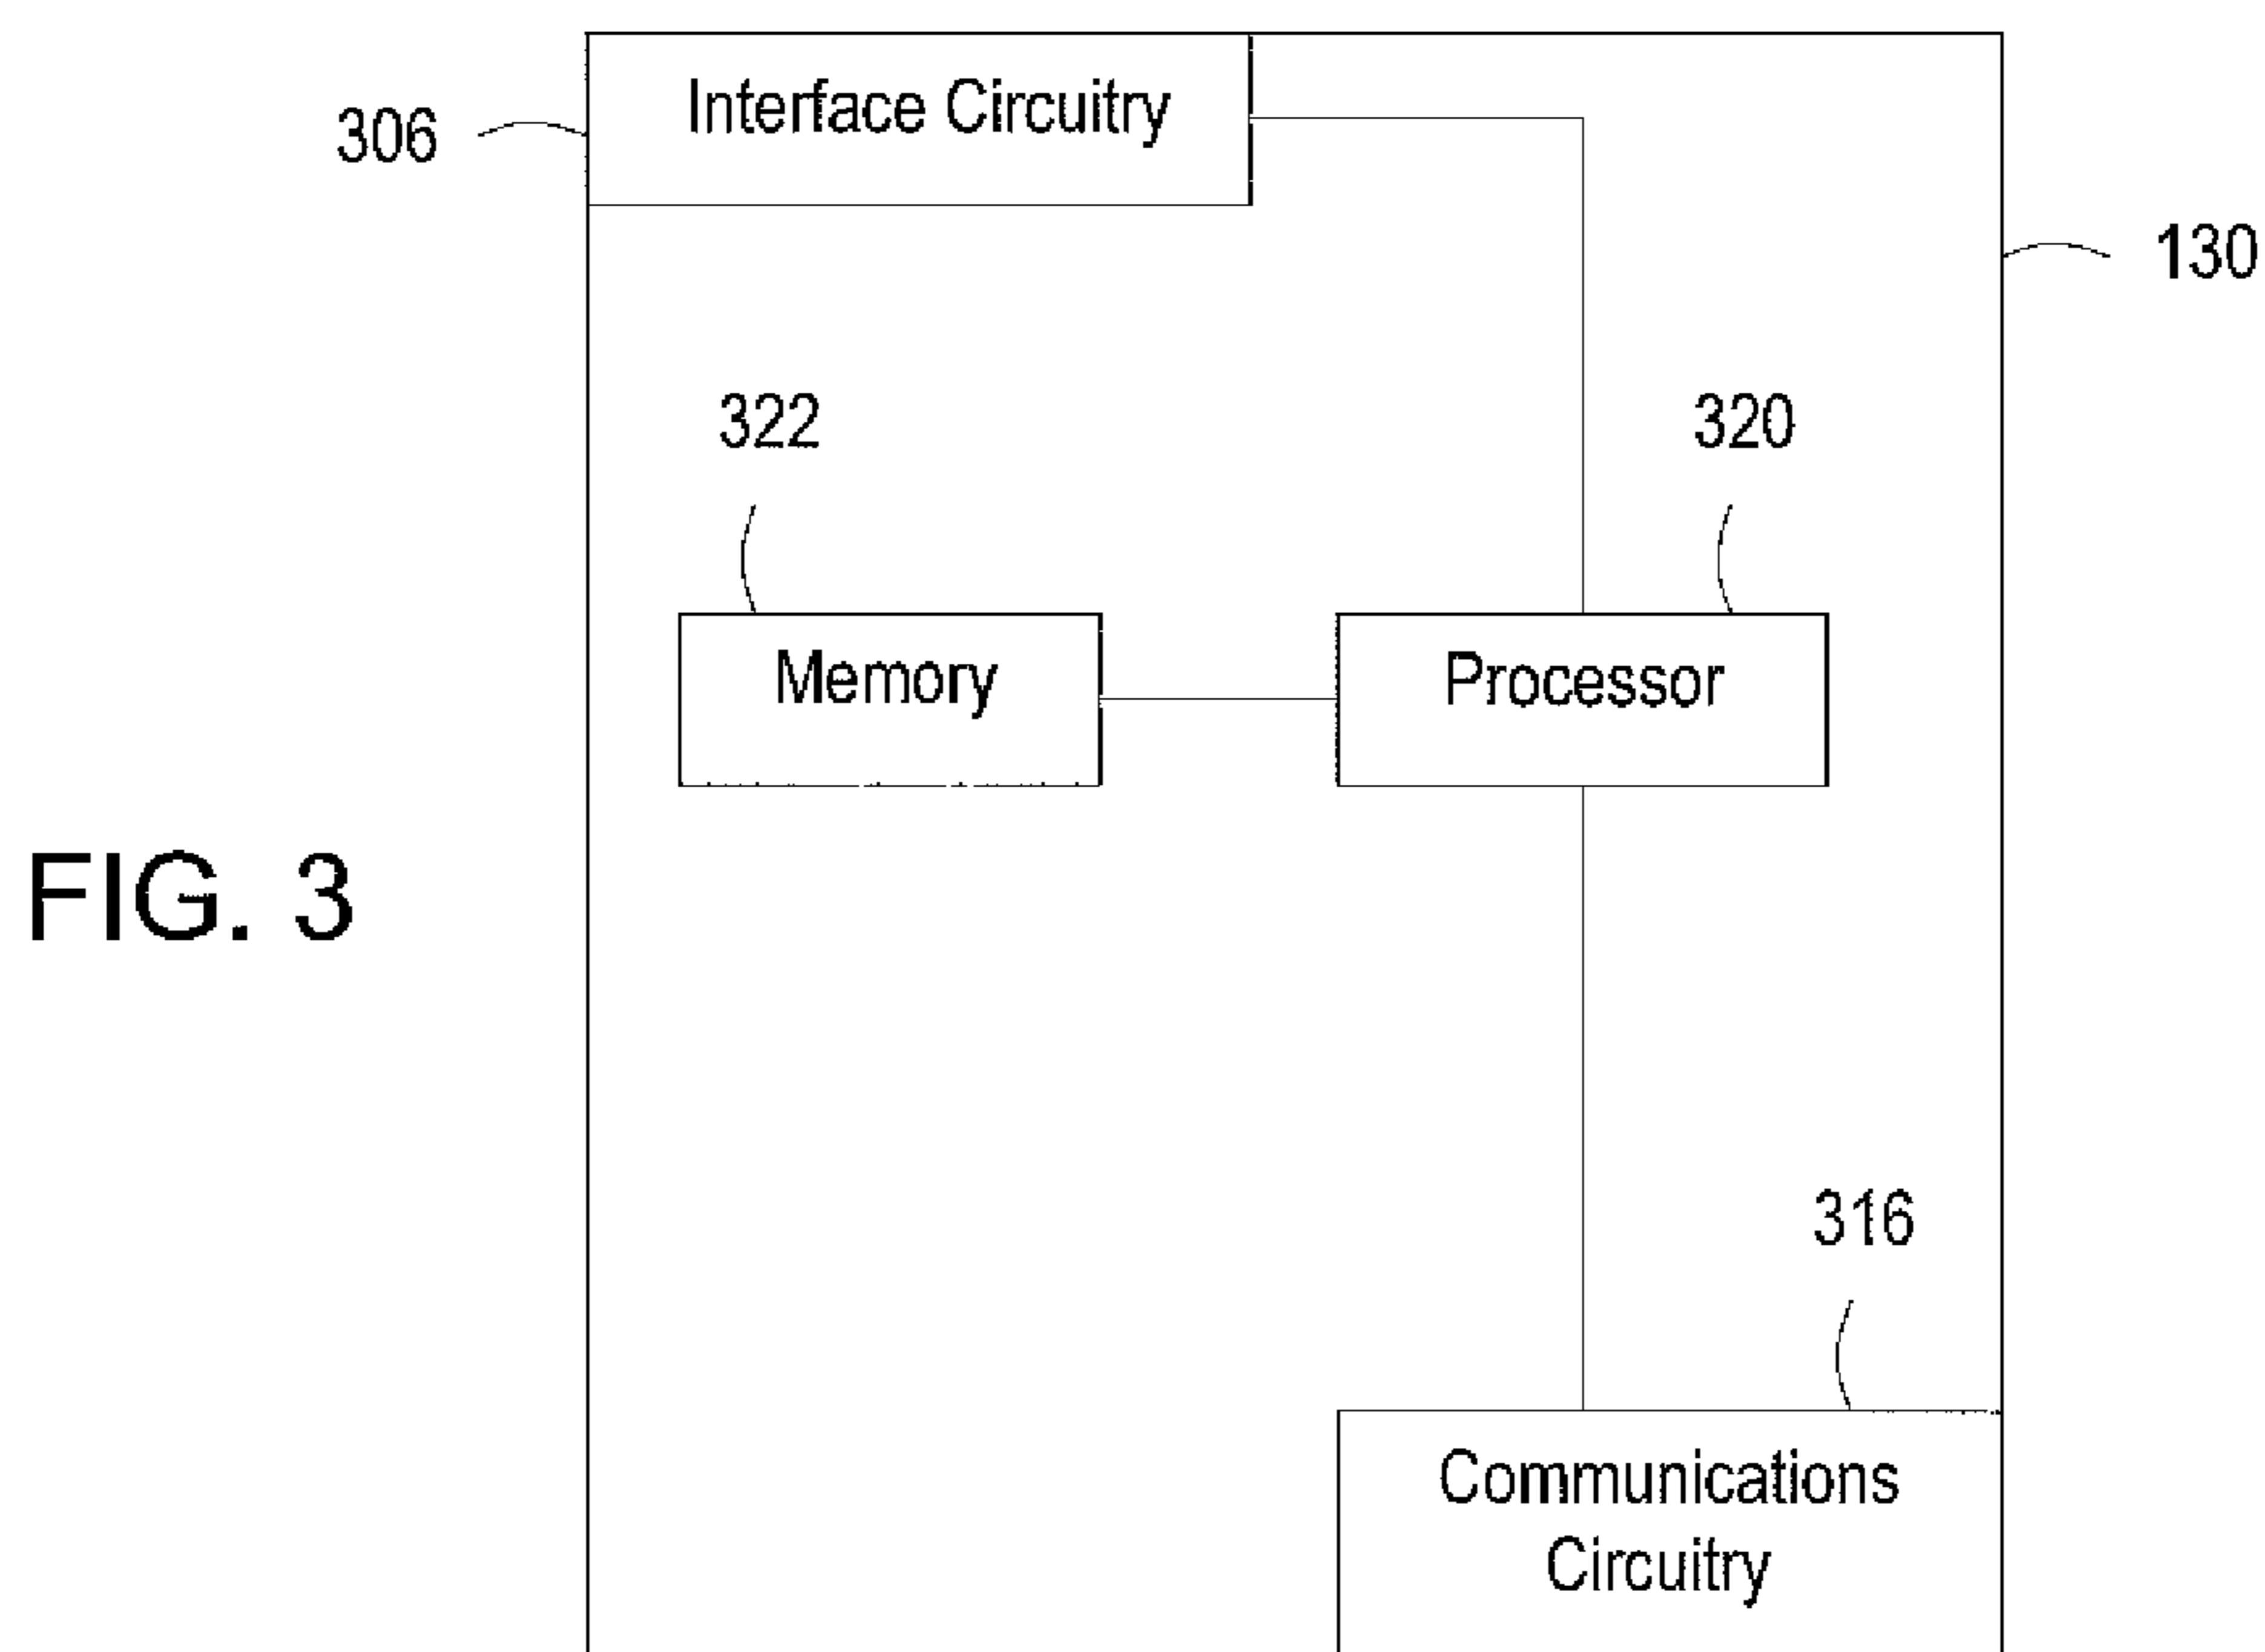 Interface Circuitry
306
130
322
320
Memory
Processor
FIG. 3
316
Communications
Circuitry